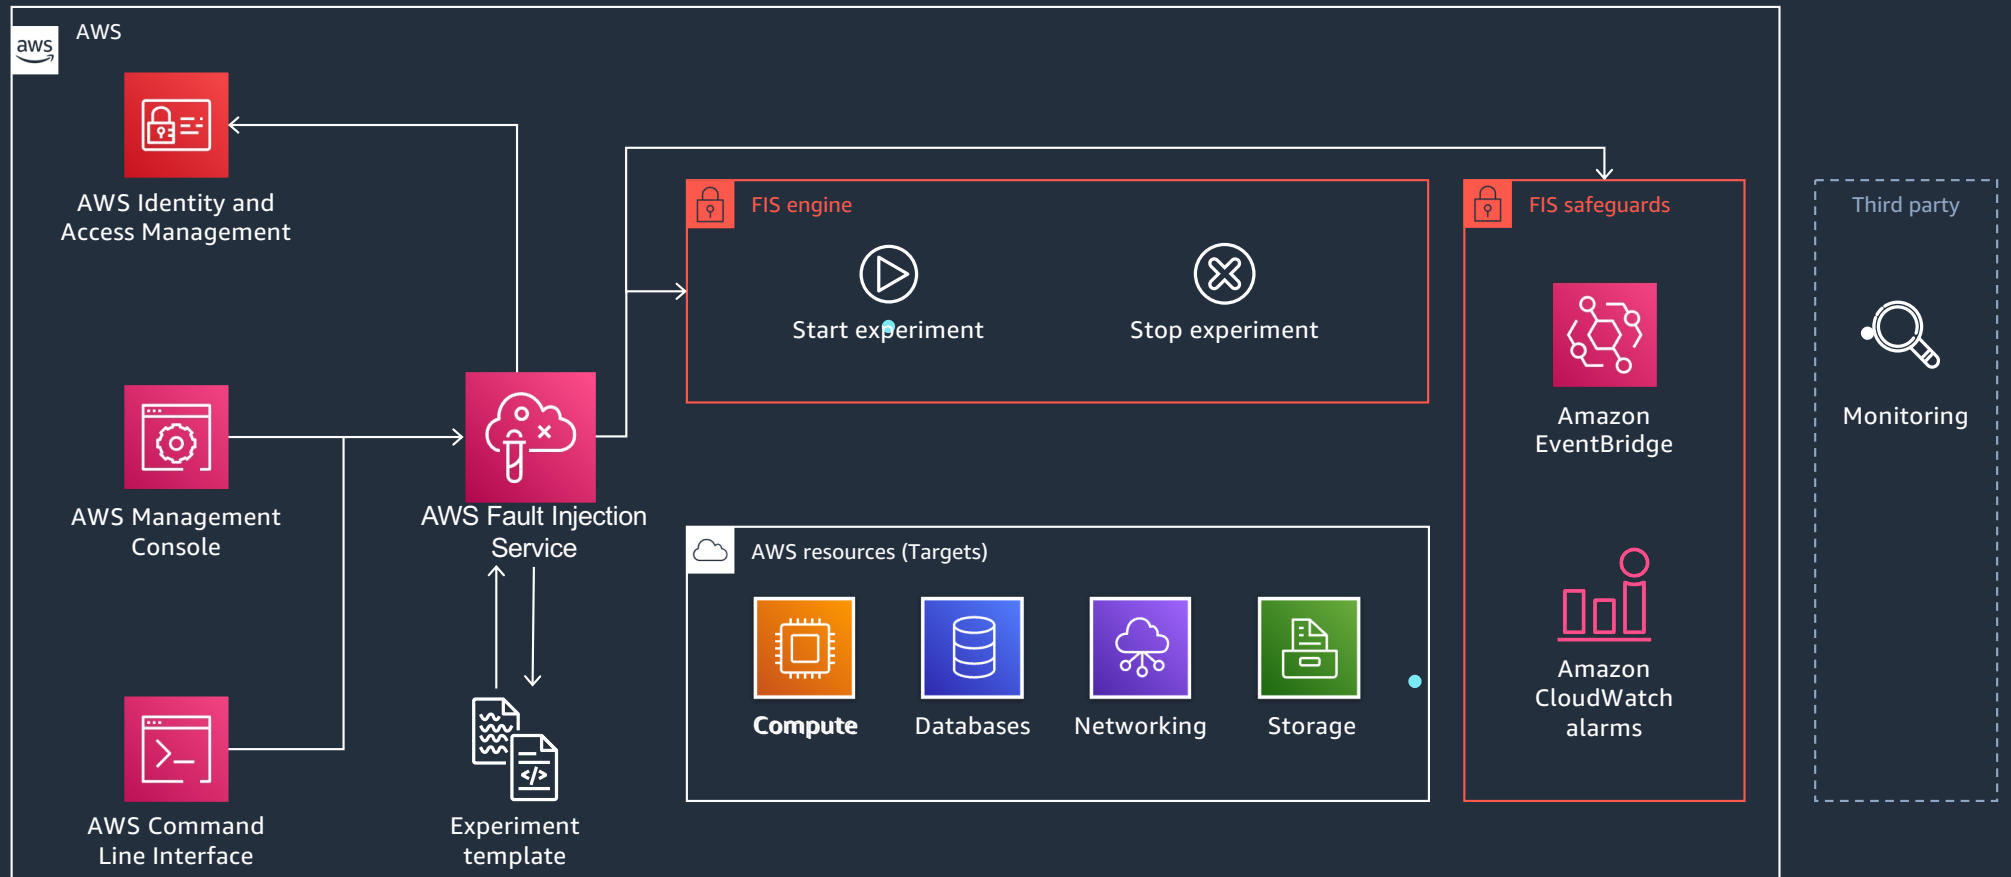 aws
AWS
AWS Identity and
Access Management
FIS engine
Start experiment
Stop experiment
FIS safeguards
Amazon
EventBridge
Third party
Monitoring
AWS Management
Console
AWS Fault Injection
Service
AWS resources (Targets)
Compute
Databases
Networking
Storage
Amazon
CloudWatch
alarms
AWS Command
Line Interface
</>
Experiment
template